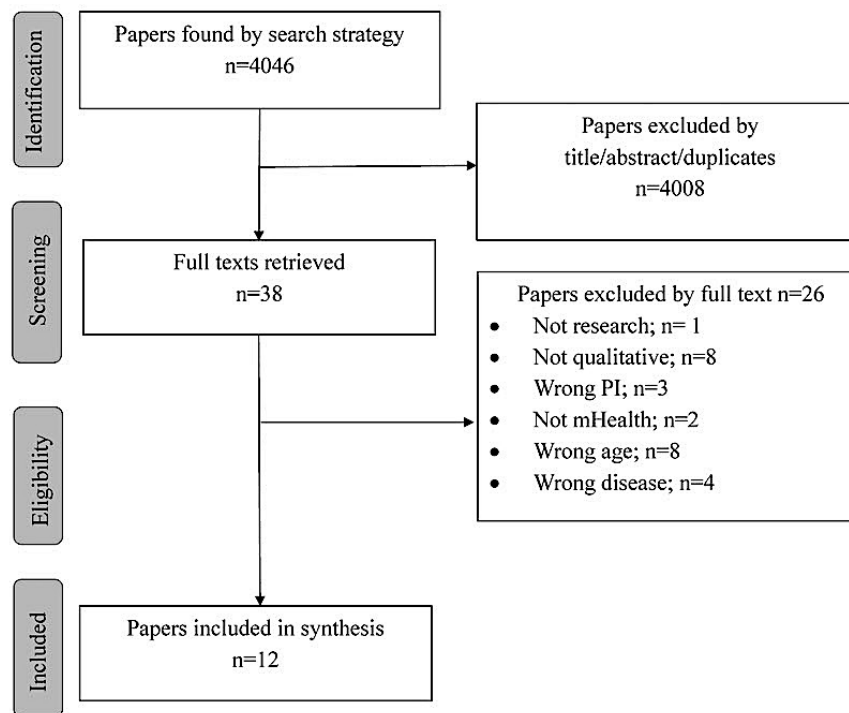 Identification
Papers found by search strategy
n=4046
Papers excluded by
title/abstract/duplicates
n=4008
Screening
Full texts retrieved
n=38
Papers excluded by full text n=26
• Not research; n= 1
• Not qualitative; n=8
• Wrong PI; n=3
• Not mHealth; n=2
• Wrong age; n=8
• Wrong disease; n=4
Eligibility
Included
Papers included in synthesis
n=12